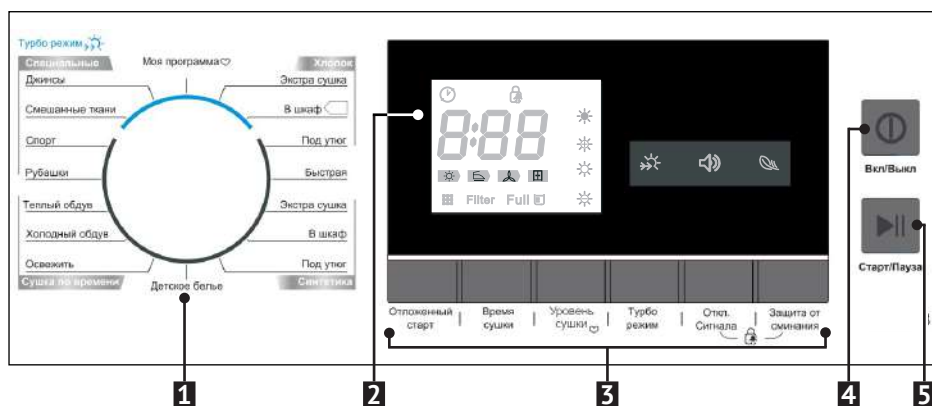 Турбо режим
Специальные
Моя программа
Хлопок
Джинсы
Экстра сушка
Смешанные ткани
В шкаф
Спорт
Под утюг
Рубашки
Быстрая
Теплый обдув
Экстра сушка
Холодный обдув
В шкаф
Освежить
Под утюг
Сушка по времени
Детское белье
Синтетика
8:88
Filter Full
Отложенный старт
Время сушки
Уровень сушки
Турбо режим
Откл. Сигнала
Защита от сминания
Вкл/Выкл
Старт/Пауза
1
2
3
4
5